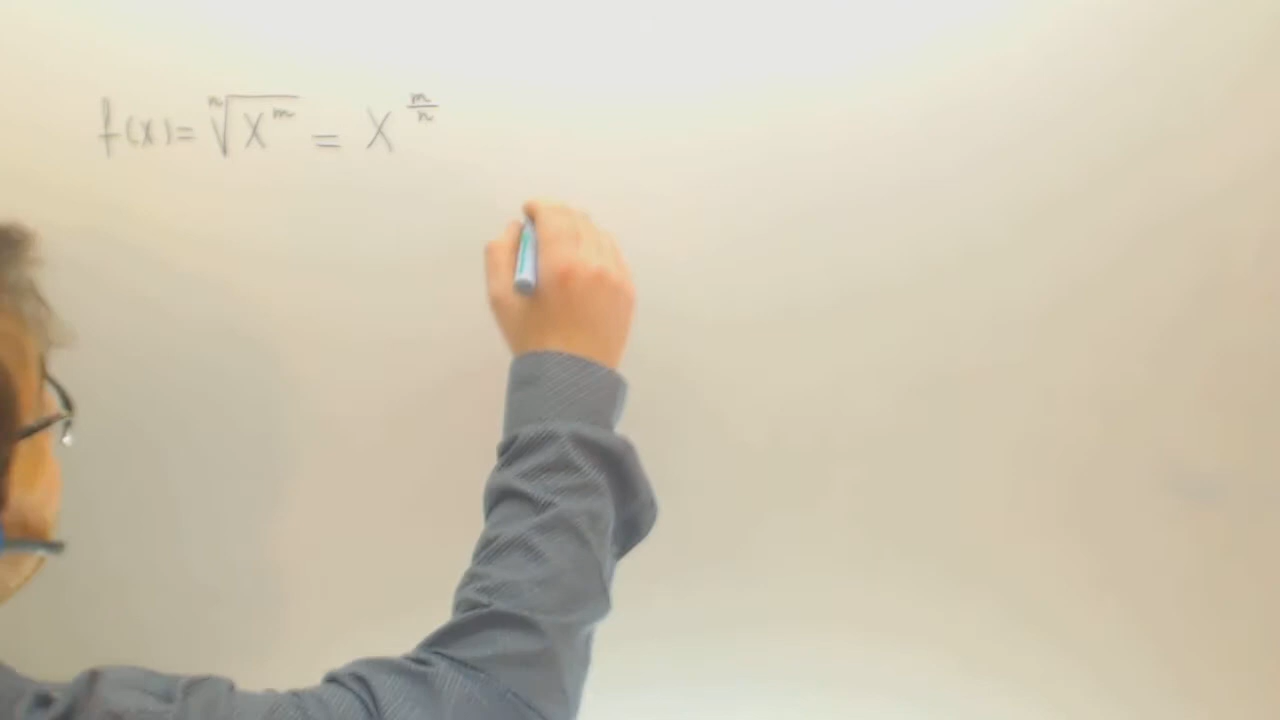 f(x) = ⁿ√(xᵐ) = x^(m/n)